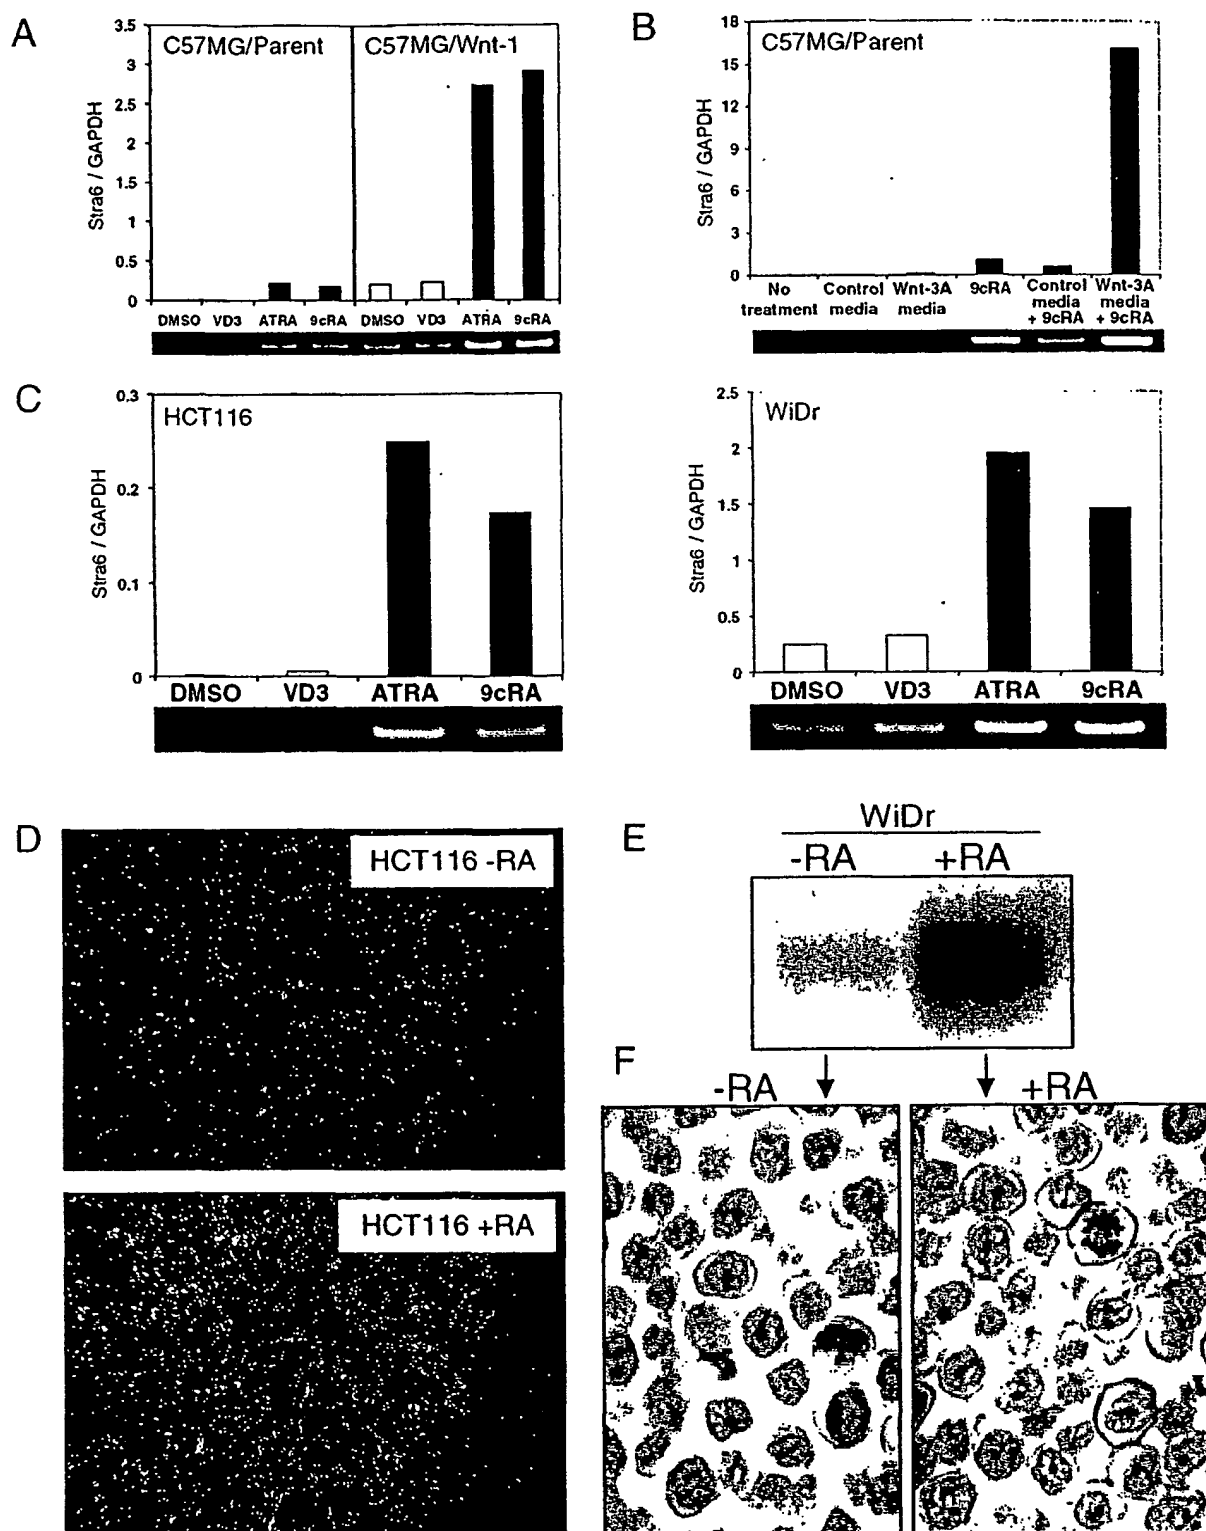 A
C57MG/Parent
C57MG/Wnt-1
Stra6 / GAPDH
3.5
3
2.5
2
1.5
1
0.5
0
DMSO VD3 ATRA 9cRA DMSO VD3 ATRA 9cRA
B
C57MG/Parent
Stra6 / GAPDH
18
15
12
9
6
3
0
No treatment
Control media
Wnt-3A media
9cRA
Control media + 9cRA
Wnt-3A media + 9cRA
C
HCT116
Stra6 / GAPDH
0.3
0.2
0.1
0
DMSO VD3 ATRA 9cRA
WiDr
Stra6 / GAPDH
2.5
2
1.5
1
0.5
0
DMSO VD3 ATRA 9cRA
D
HCT116 -RA
HCT116 +RA
E
WiDr
-RA +RA
F
-RA +RA